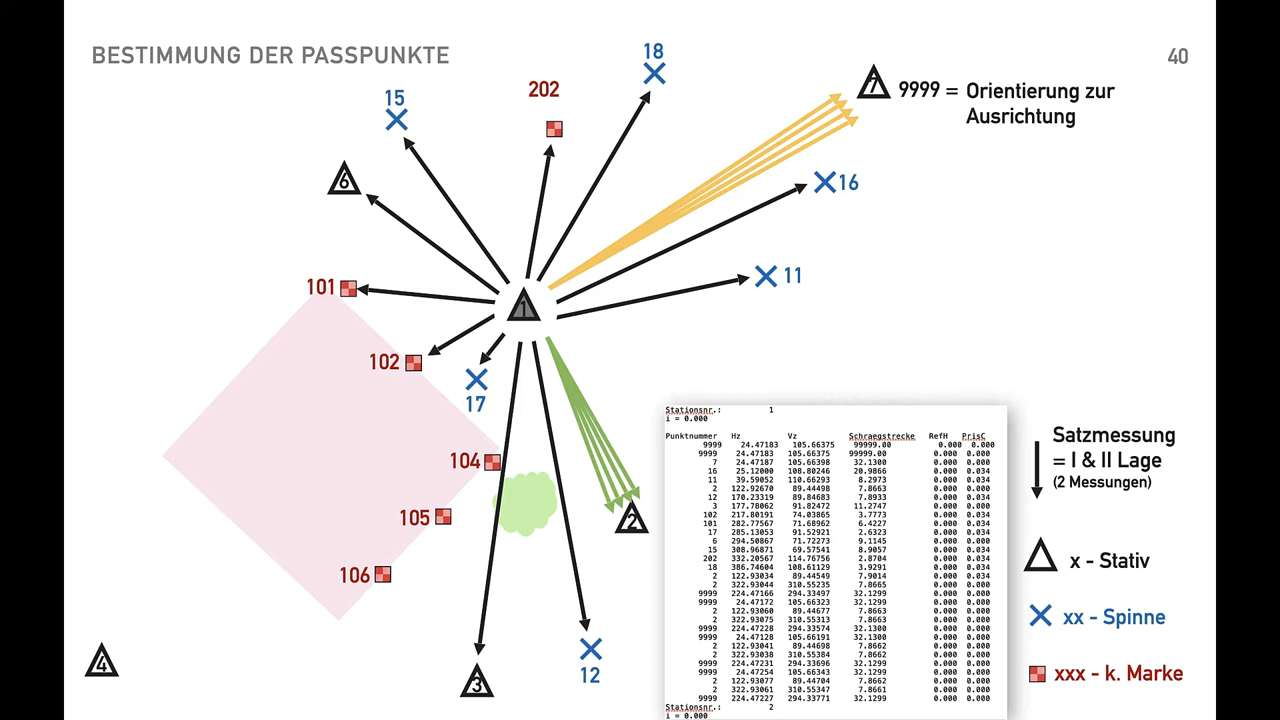 BESTIMMUNG DER PASSPUNKTE
40
18
15
202
7
9999 = Orientierung zur
Ausrichtung
6
16
11
101
1
102
17
104
105
2
106
4
3
12
Stationsnr.: 1
i = 0.000
Punktnummer Hz Vz Schraegstrecke RefH PrisC
9999 24.47183 105.66375 99999.00 0.000 0.000
9999 24.47183 105.66375 99999.00 0.000 0.000
7 24.47187 105.66398 32.1300 0.000 0.000
16 25.12000 108.80246 20.9866 0.000 0.034
11 39.59052 110.66293 8.2973 0.000 0.034
2 122.92670 89.44498 7.8663 0.000 0.000
12 170.23319 89.84683 7.8933 0.000 0.034
3 177.78062 91.82472 11.2747 0.000 0.000
102 217.80191 74.03865 3.7773 0.000 0.034
101 282.77567 71.68962 6.4227 0.000 0.034
17 285.13053 91.52921 2.6323 0.000 0.034
6 294.50867 71.72273 9.1145 0.000 0.000
15 308.96871 69.57541 8.9057 0.000 0.034
202 332.20567 114.76756 2.8704 0.000 0.034
18 386.74604 108.61129 3.9291 0.000 0.034
2 122.93034 89.44549 7.9014 0.000 0.034
2 322.93044 310.55235 7.8665 0.000 0.000
9999 224.47166 294.33497 32.1299 0.000 0.000
9999 24.47172 105.66323 32.1299 0.000 0.000
2 122.93060 89.44677 7.8663 0.000 0.000
2 322.93075 310.55313 7.8663 0.000 0.000
9999 224.47228 294.33574 32.1300 0.000 0.000
9999 24.47128 105.66191 32.1300 0.000 0.000
2 122.93041 89.44698 7.8662 0.000 0.000
2 322.93038 310.55384 7.8662 0.000 0.000
9999 224.47231 294.33696 32.1299 0.000 0.000
9999 24.47254 105.66343 32.1299 0.000 0.000
2 122.93077 89.44704 7.8662 0.000 0.000
2 322.93061 310.55347 7.8661 0.000 0.000
9999 224.47227 294.33771 32.1299 0.000 0.000
Stationsnr.: 2
i = 0.000
Satzmessung
= I & II Lage
(2 Messungen)
x - Stativ
xx - Spinne
xxx - k. Marke